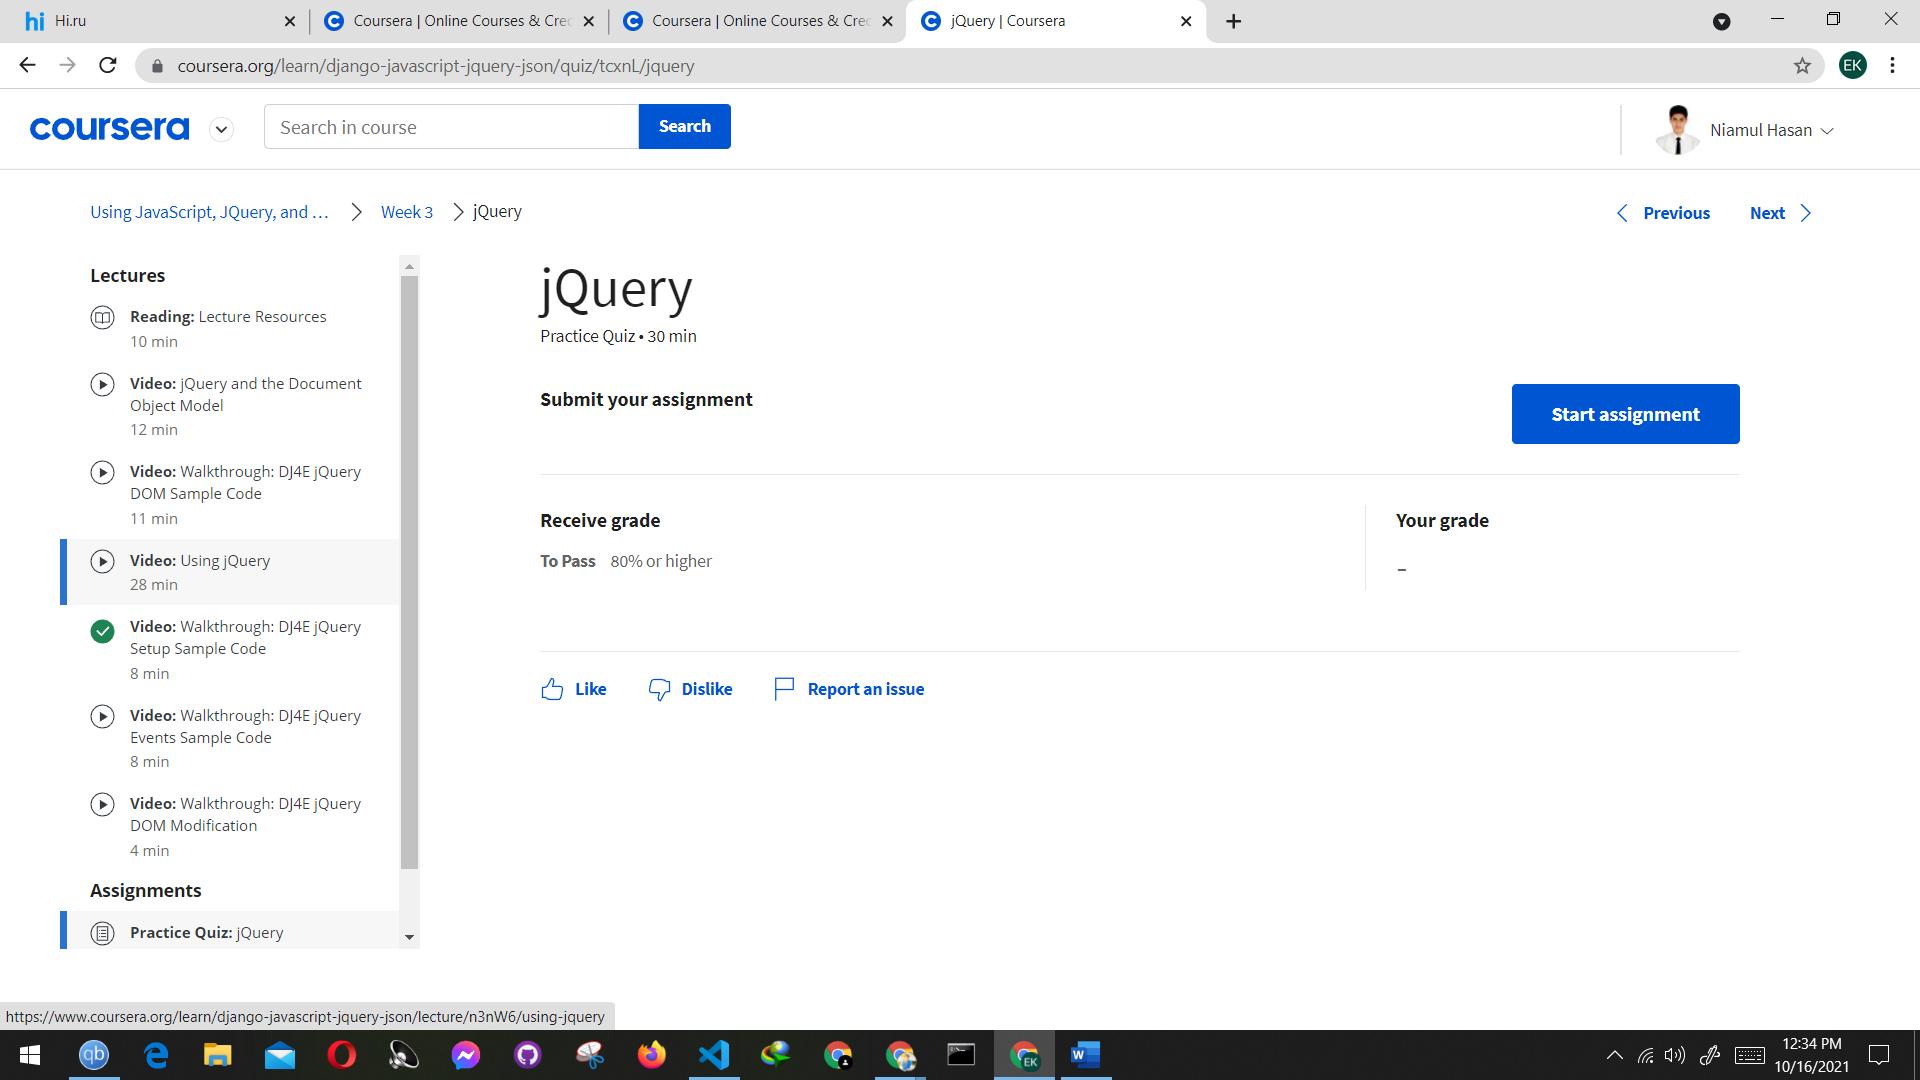 Hi.ru
Coursera | Online Courses & Crec
Coursera | Online Courses & Crec
jQuery | Coursera
coursera.org/learn/django-javascript-jquery-json/quiz/tcxnL/jquery
EK
coursera
Search in course
Search
Niamul Hasan
Using JavaScript, JQuery, and ...
Week 3
jQuery
Previous
Next
Lectures
Reading: Lecture Resources
10 min
Video: jQuery and the Document
Object Model
12 min
Video: Walkthrough: DJ4E jQuery
DOM Sample Code
11 min
Video: Using jQuery
28 min
Video: Walkthrough: DJ4E jQuery
Setup Sample Code
8 min
Video: Walkthrough: DJ4E jQuery
Events Sample Code
8 min
Video: Walkthrough: DJ4E jQuery
DOM Modification
4 min
Assignments
Practice Quiz: jQuery
jQuery
Practice Quiz • 30 min
Submit your assignment
Start assignment
Receive grade
To Pass 80% or higher
Your grade
–
Like
Dislike
Report an issue
https://www.coursera.org/learn/django-javascript-jquery-json/lecture/n3nW6/using-jquery
12:34 PM
10/16/2021